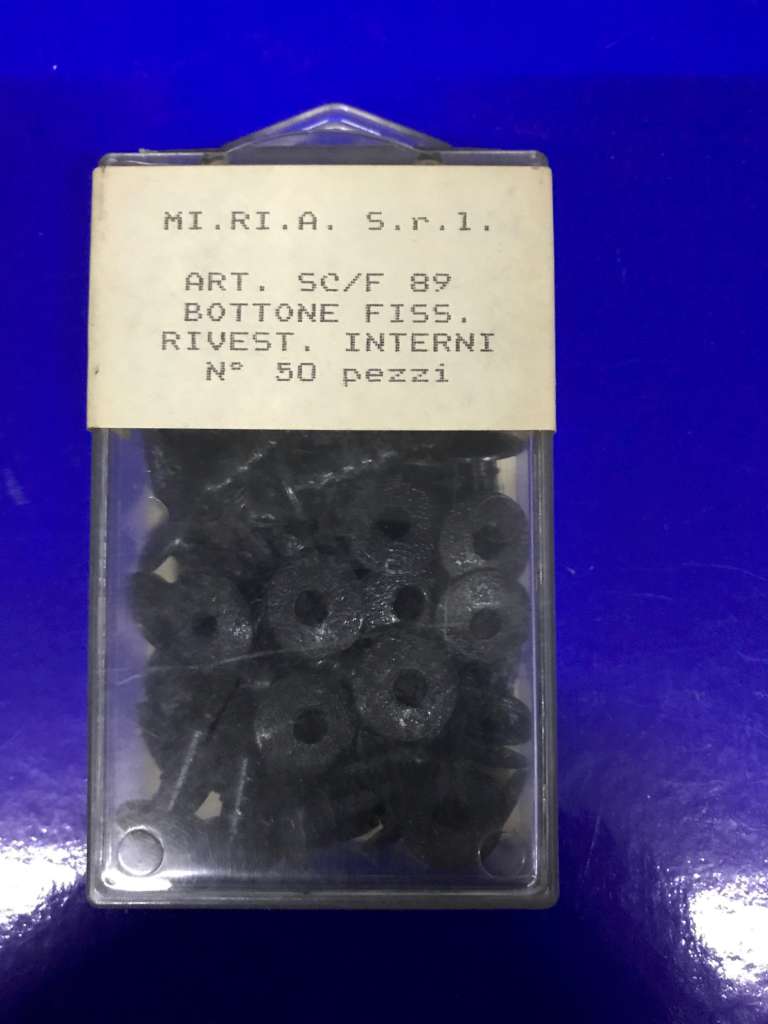 MI.RI.A. S.r.l.
ART. SC/F 89
BOTTONE FISS.
RIVEST. INTERNI
N° 50 pezzi